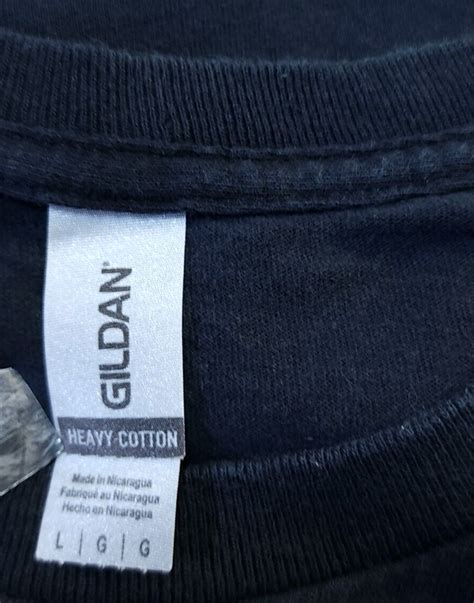 GILDAN
HEAVY COTTON
Made in Nicaragua
Fabriqué au Nicaragua
Hecho en Nicaragua
L | G | G